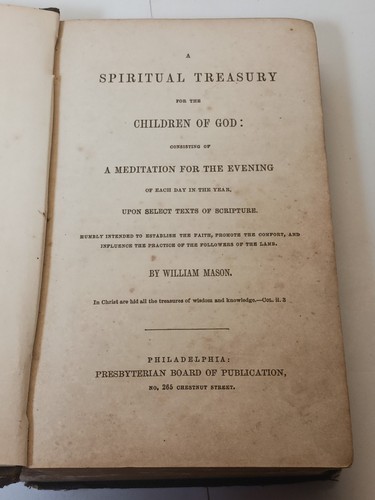 A
SPIRITUAL TREASURY
FOR THE
CHILDREN OF GOD:
CONSISTING OF
A MEDITATION FOR THE EVENING
OF EACH DAY IN THE YEAR,
UPON SELECT TEXTS OF SCRIPTURE.
HUMBLY INTENDED TO ESTABLISH THE FAITH, PROMOTE THE COMFORT, AND
INFLUENCE THE PRACTICE OF THE FOLLOWERS OF THE LAMB.
BY WILLIAM MASON.
In Christ are hid all the treasures of wisdom and knowledge.—Col. ii. 3
PHILADELPHIA:
PRESBYTERIAN BOARD OF PUBLICATION,
NO. 265 CHESTNUT STREET.